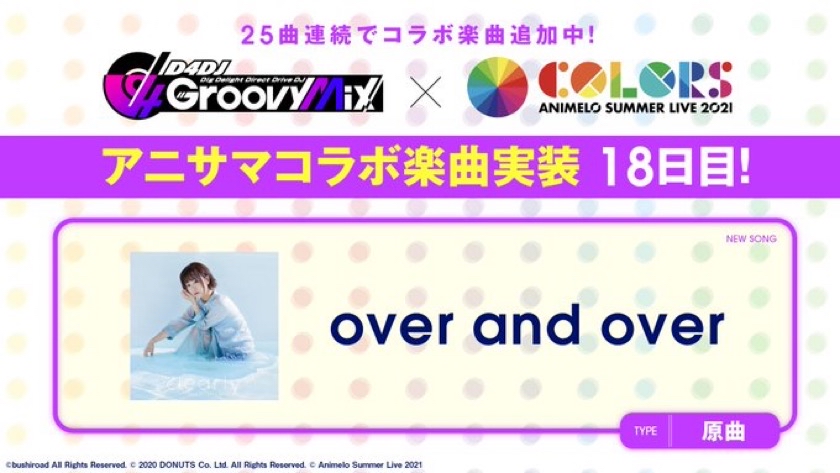 25曲連続でコラボ楽曲追加中!
D4DJ
Dig Delight Direct Drive DJ
GroovyMix
×
COLORS
ANIMELO SUMMER LIVE 2021
アニサマコラボ楽曲実装 18日目!
NEW SONG
clearly
over and over
TYPE 原曲
©bushiroad All Rights Reserved. © 2020 DONUTS Co. Ltd. All Rights Reserved. © Animelo Summer Live 2021